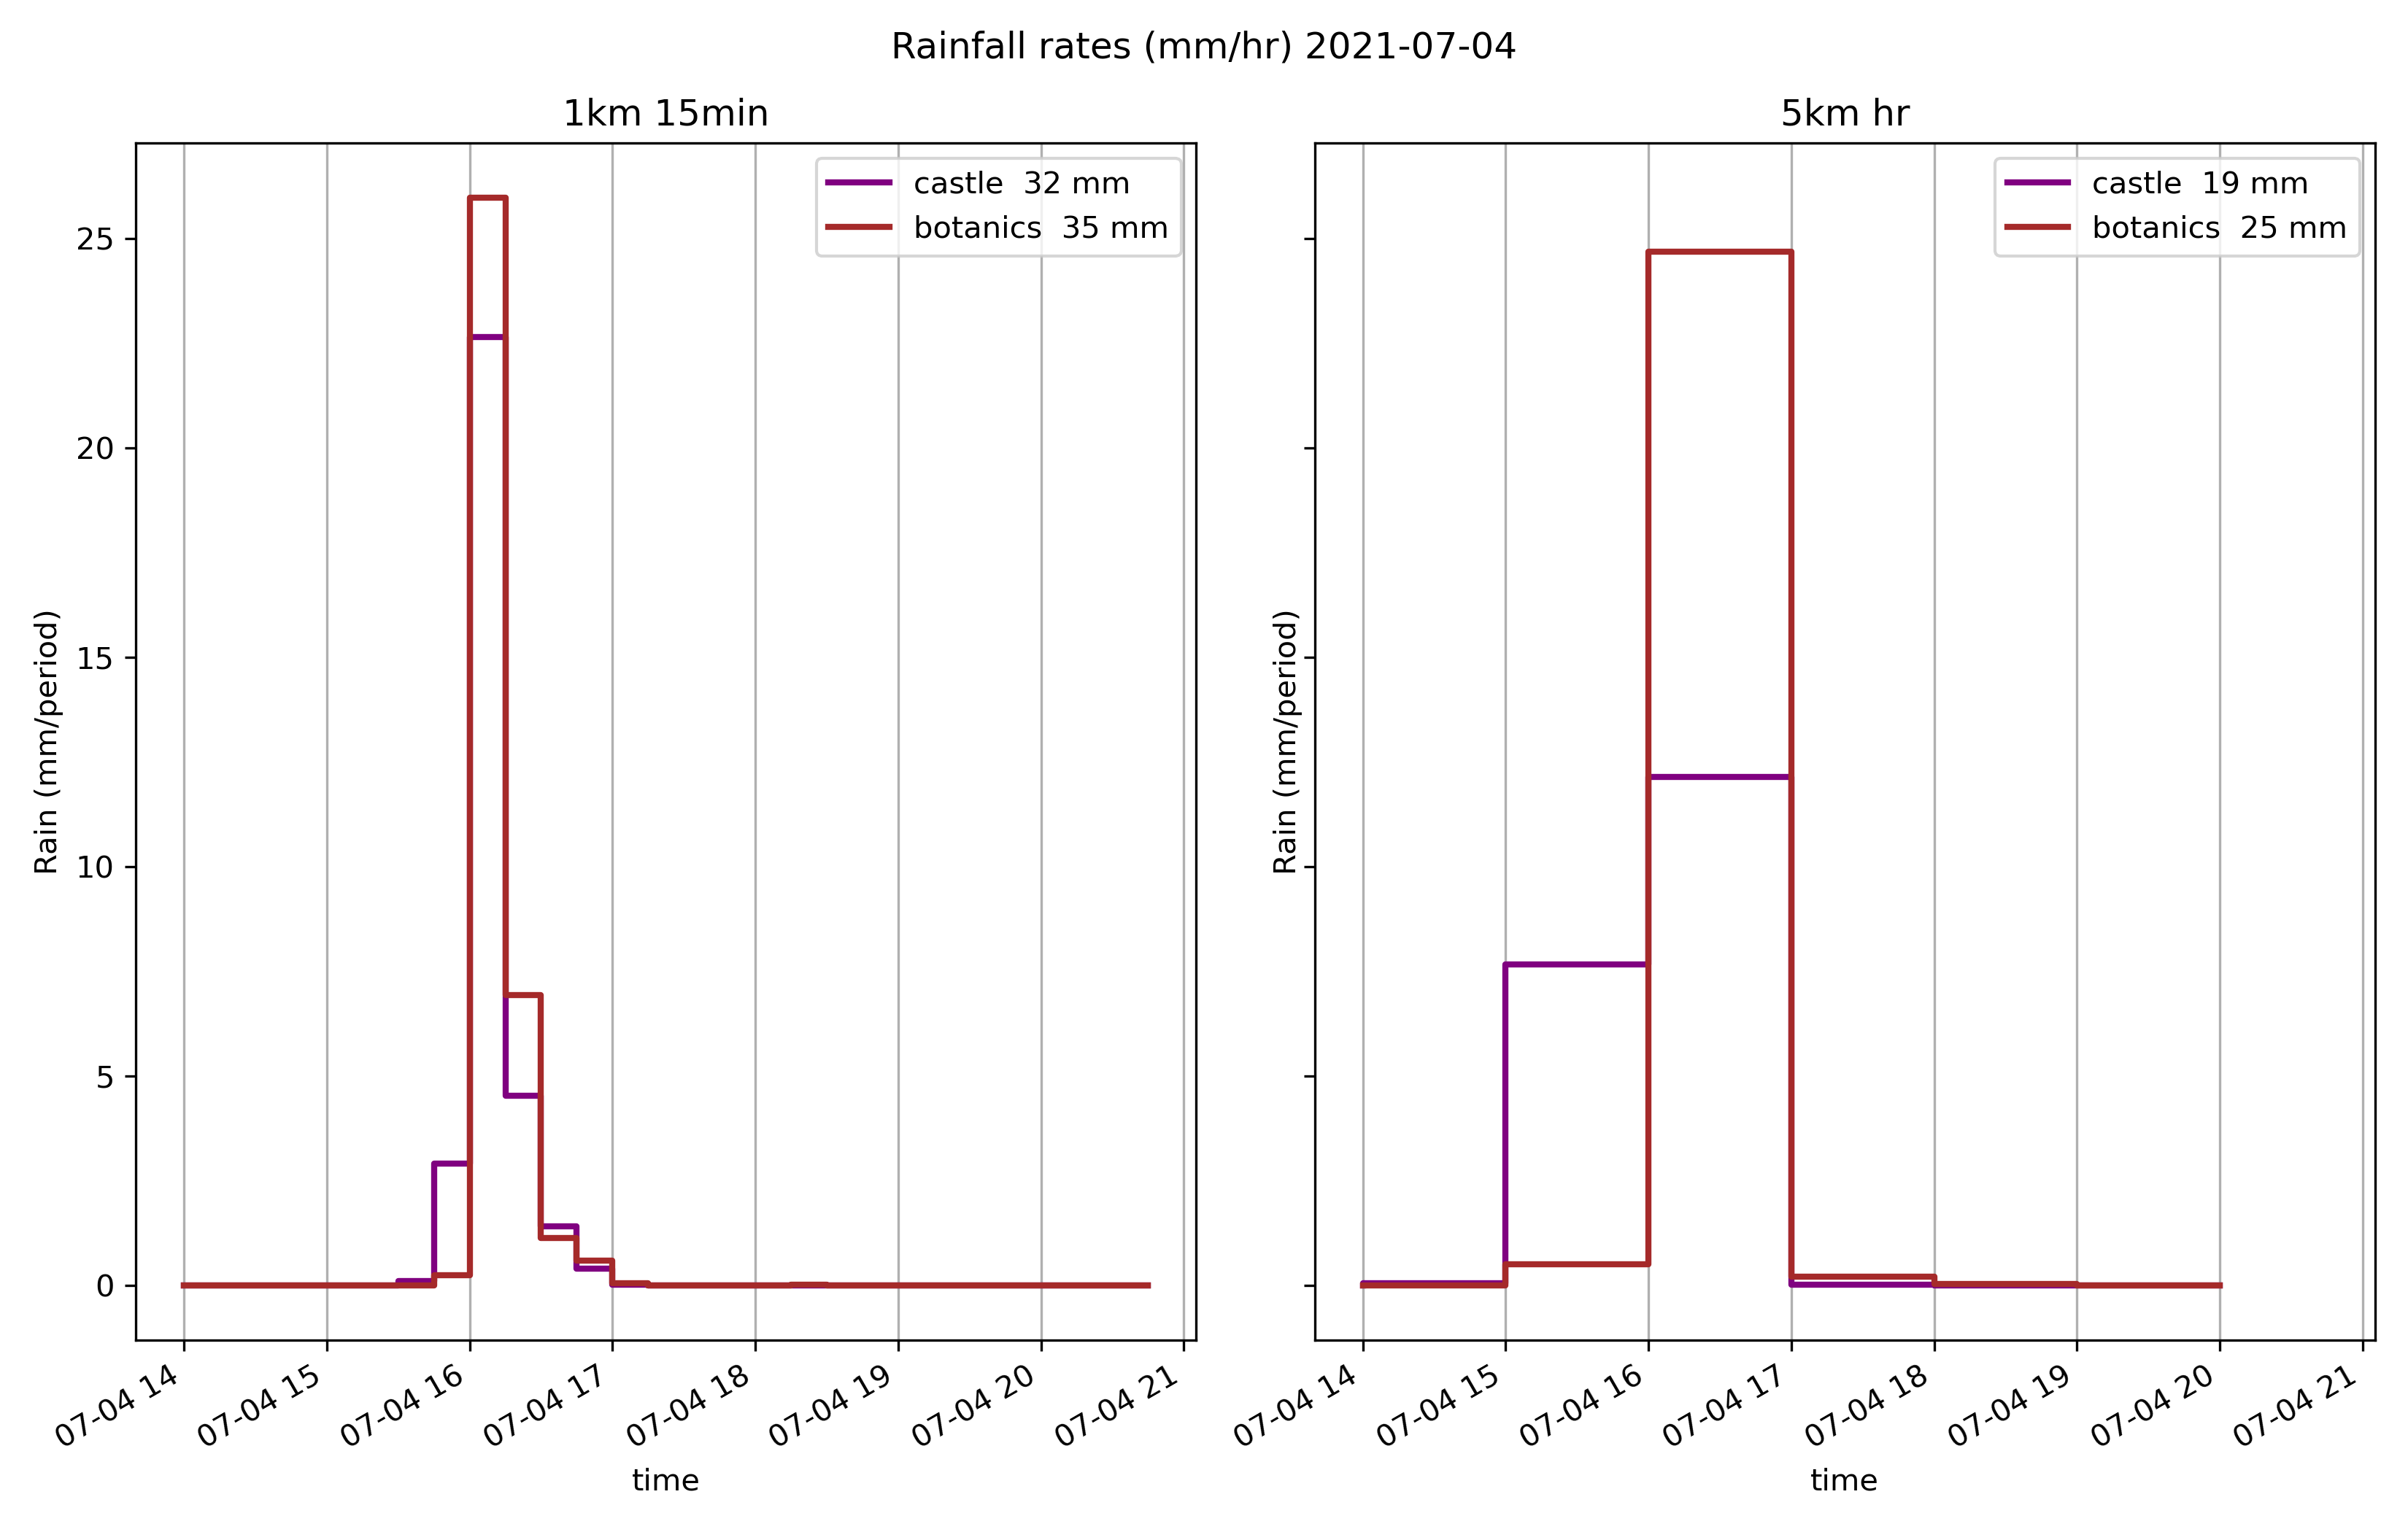 Rainfall rates (mm/hr) 2021-07-04
1km 15min
castle  32 mm
botanics  35 mm
Rain (mm/period)
25
20
15
10
5
0
07-04 14
07-04 15
07-04 16
07-04 17
07-04 18
07-04 19
07-04 20
07-04 21
time
5km hr
castle  19 mm
botanics  25 mm
Rain (mm/period)
07-04 14
07-04 15
07-04 16
07-04 17
07-04 18
07-04 19
07-04 20
07-04 21
time